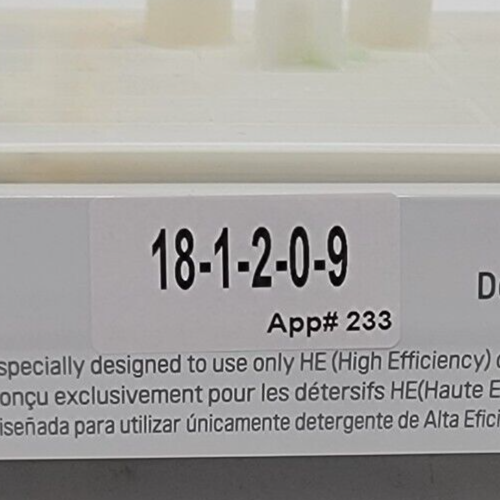 18-1-2-0-9
App# 233
specially designed to use only HE (High Efficiency)
onçu exclusivement pour les détersifs HE(Haute E
iseñada para utilizar únicamente detergente de Alta Efici